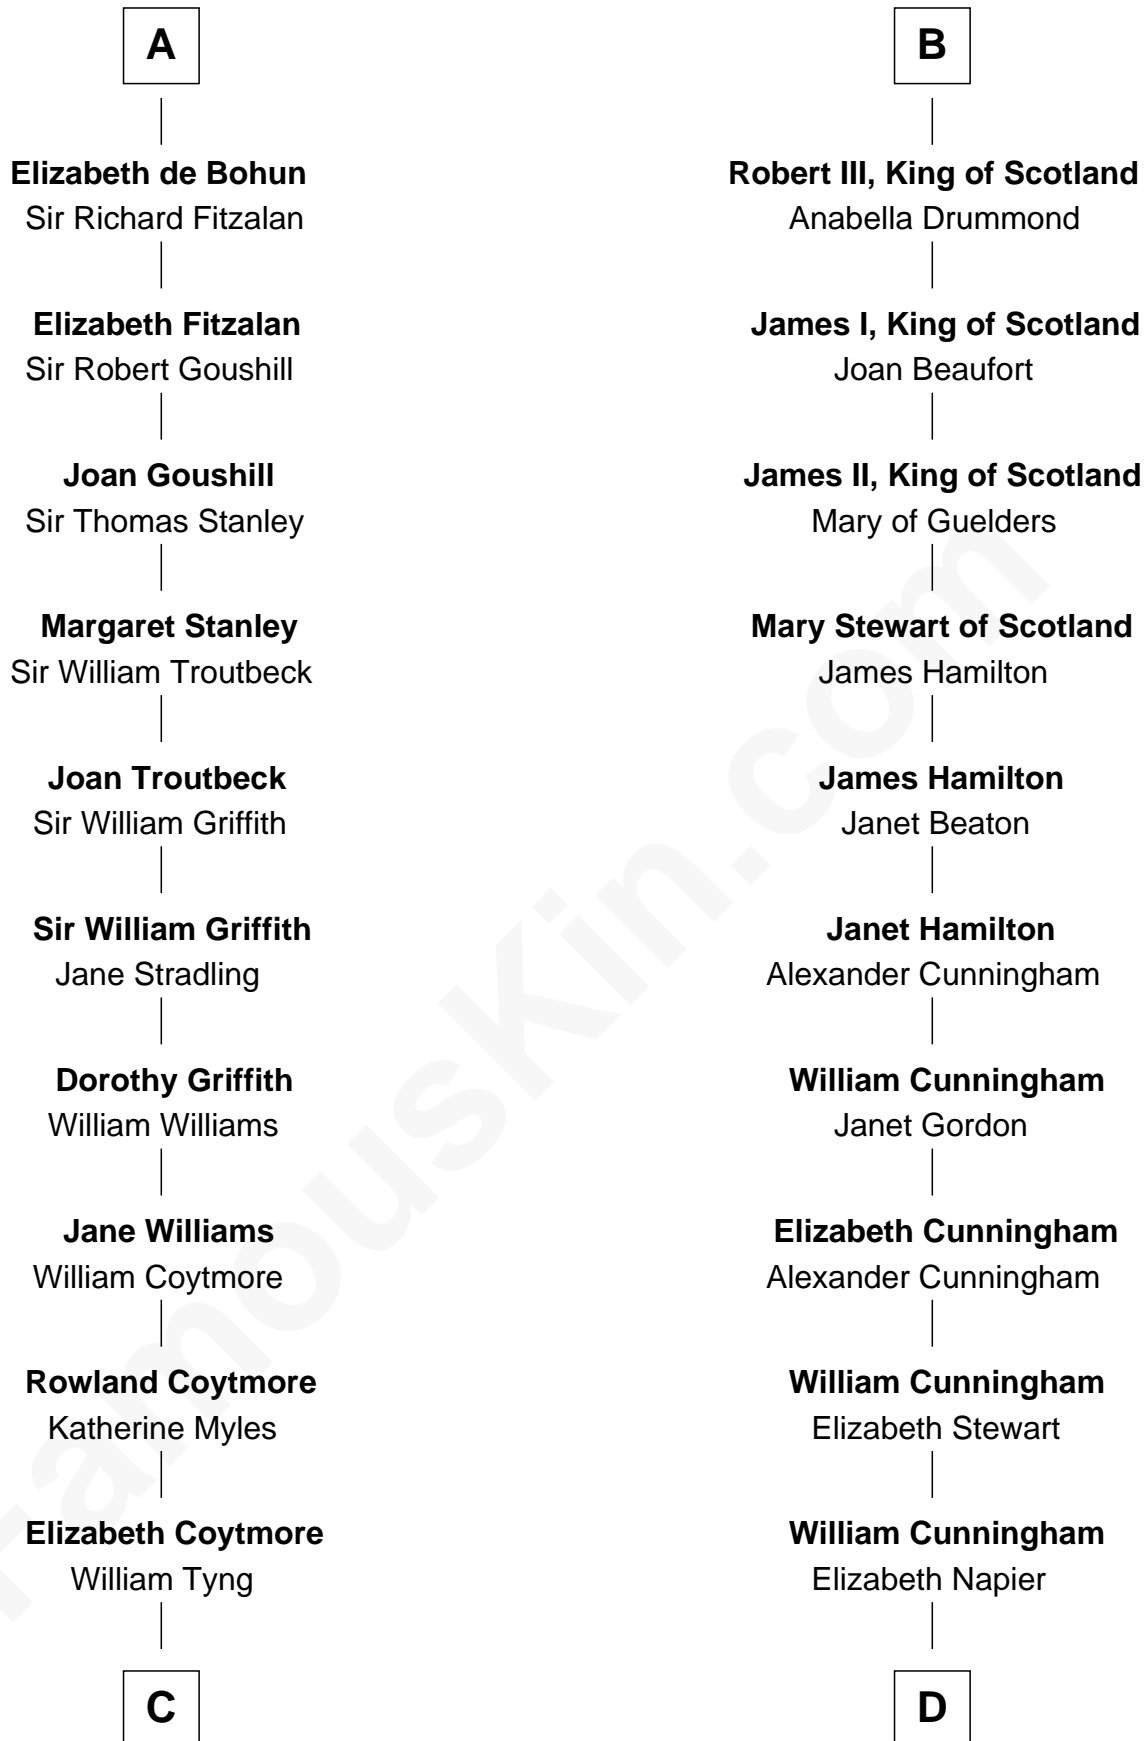 A
Elizabeth de Bohun
Sir Richard Fitzalan
Elizabeth Fitzalan
Sir Robert Goushill
Joan Goushill
Sir Thomas Stanley
Margaret Stanley
Sir William Troutbeck
Joan Troutbeck
Sir William Griffith
Sir William Griffith
Jane Stradling
Dorothy Griffith
William Williams
Jane Williams
William Coytmore
Rowland Coytmore
Katherine Myles
Elizabeth Coytmore
William Tyng
C
B
Robert III, King of Scotland
Anabella Drummond
James I, King of Scotland
Joan Beaufort
James II, King of Scotland
Mary of Guelders
Mary Stewart of Scotland
James Hamilton
James Hamilton
Janet Beaton
Janet Hamilton
Alexander Cunningham
William Cunningham
Janet Gordon
Elizabeth Cunningham
Alexander Cunningham
William Cunningham
Elizabeth Stewart
William Cunningham
Elizabeth Napier
D
FamousKin.com